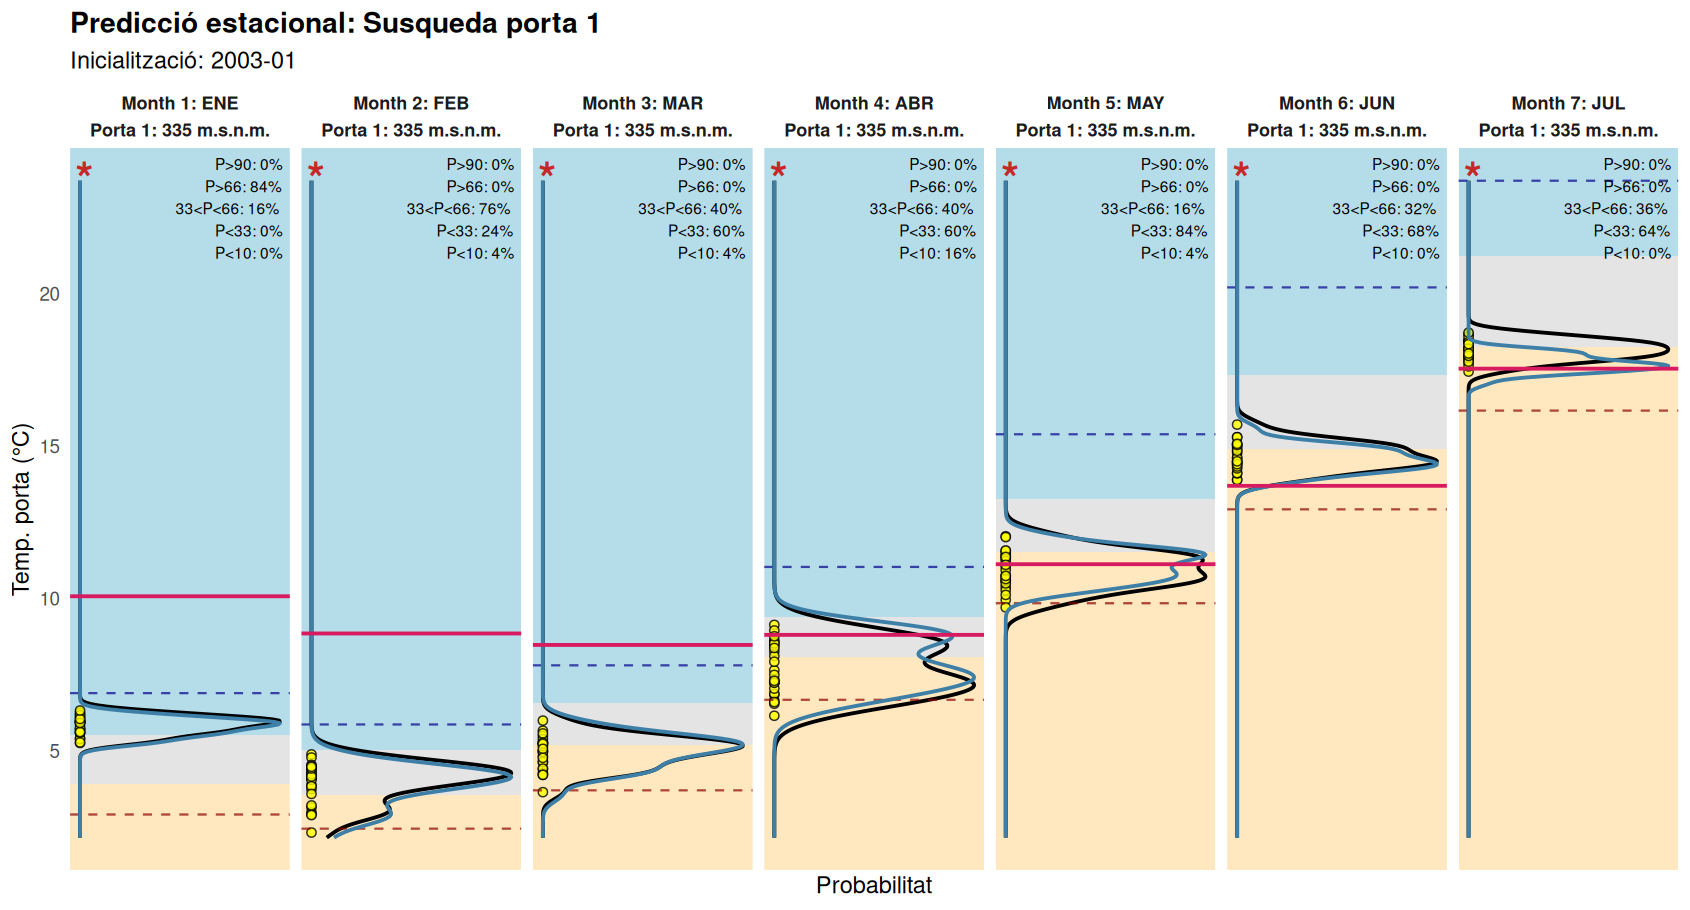 Predicció estacional: Susqueda porta 1
Inicialització: 2003-01
Month 1: ENE
Porta 1: 335 m.s.n.m.
Month 2: FEB
Porta 1: 335 m.s.n.m.
Month 3: MAR
Porta 1: 335 m.s.n.m.
Month 4: ABR
Porta 1: 335 m.s.n.m.
Month 5: MAY
Porta 1: 335 m.s.n.m.
Month 6: JUN
Porta 1: 335 m.s.n.m.
Month 7: JUL
Porta 1: 335 m.s.n.m.
*
P>90: 0%
P>66: 84%
33<P<66: 16%
P<33: 0%
P<10: 0%
*
P>90: 0%
P>66: 0%
33<P<66: 76%
P<33: 24%
P<10: 4%
*
P>90: 0%
P>66: 0%
33<P<66: 40%
P<33: 60%
P<10: 4%
*
P>90: 0%
P>66: 0%
33<P<66: 40%
P<33: 60%
P<10: 16%
*
P>90: 0%
P>66: 0%
33<P<66: 16%
P<33: 84%
P<10: 4%
*
P>90: 0%
P>66: 0%
33<P<66: 32%
P<33: 68%
P<10: 0%
*
P>90: 0%
P>66: 0%
33<P<66: 36%
P<33: 64%
P<10: 0%
20
15
10
5
Temp. porta (°C)
Probabilitat